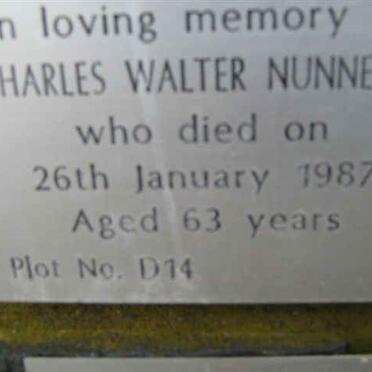 n loving memory
HARLES WALTER NUNNE
who died on
26th January 1987
Aged 63 years
Plot No. D14